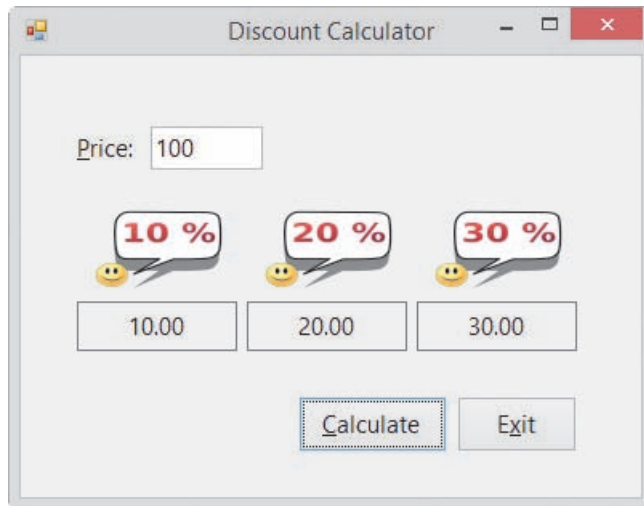 Discount Calculator
Price: 100
10 % 20 % 30 %
10.00 20.00 30.00
Calculate Exit